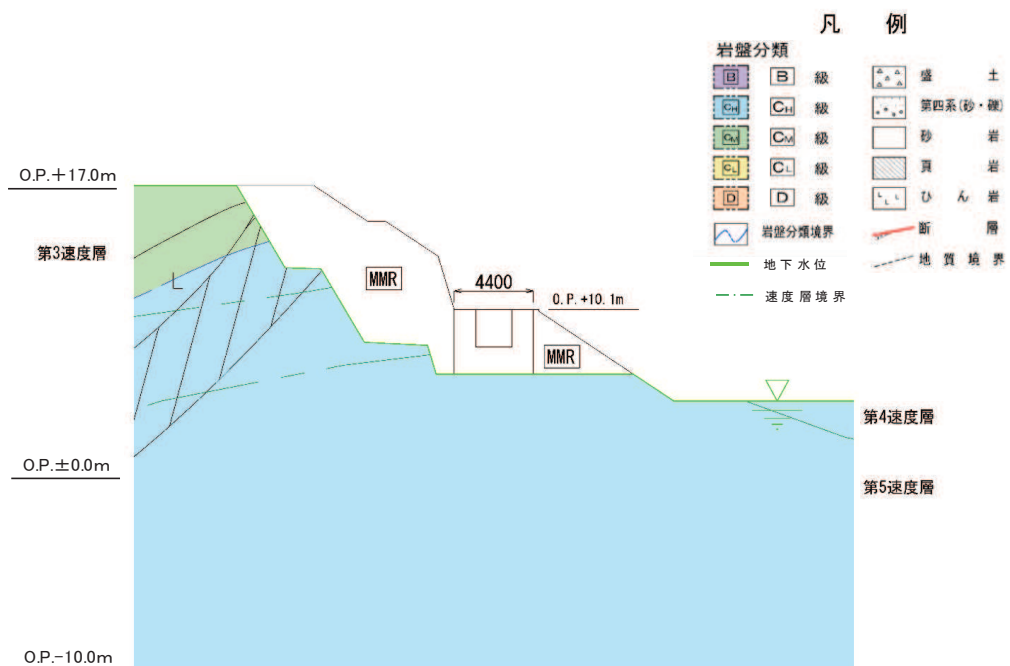 凡 例
岩盤分類
B B 級
CH CH 級
CM CM 級
CL CL 級
D D 級
岩盤分類境界
地下水位
速度層境界
盛 土
第四系(砂・礫)
砂 岩
頁 岩
ひ ん 岩
断 層
地 質 境 界
O.P.+17.0m
第3速度層
L
MMR
4400
O.P.+10.1m
MMR
第4速度層
O.P.±0.0m
第5速度層
O.P.-10.0m